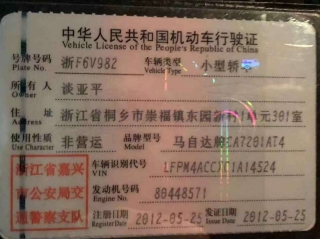 中华人民共和国机动车行驶证
Vehicle License of the People's Republic of China
号牌号码 浙F6V982 车辆类型 小型轿车
Plate No. Vehicle Type
所有人 谈亚平
Owner
住址 浙江省桐乡市崇福镇东园 元301室
Address
使用性质 非营运 品牌型号 马自达牌CA7201AT4
Use Character Model
浙江省嘉兴
市公安局交
通警察支队
车辆识别代号
VIN
发动机号码 80448571
Engine No.
注册日期 2012-05-25 发证日期 2012-05-25
Register Date Issue Date